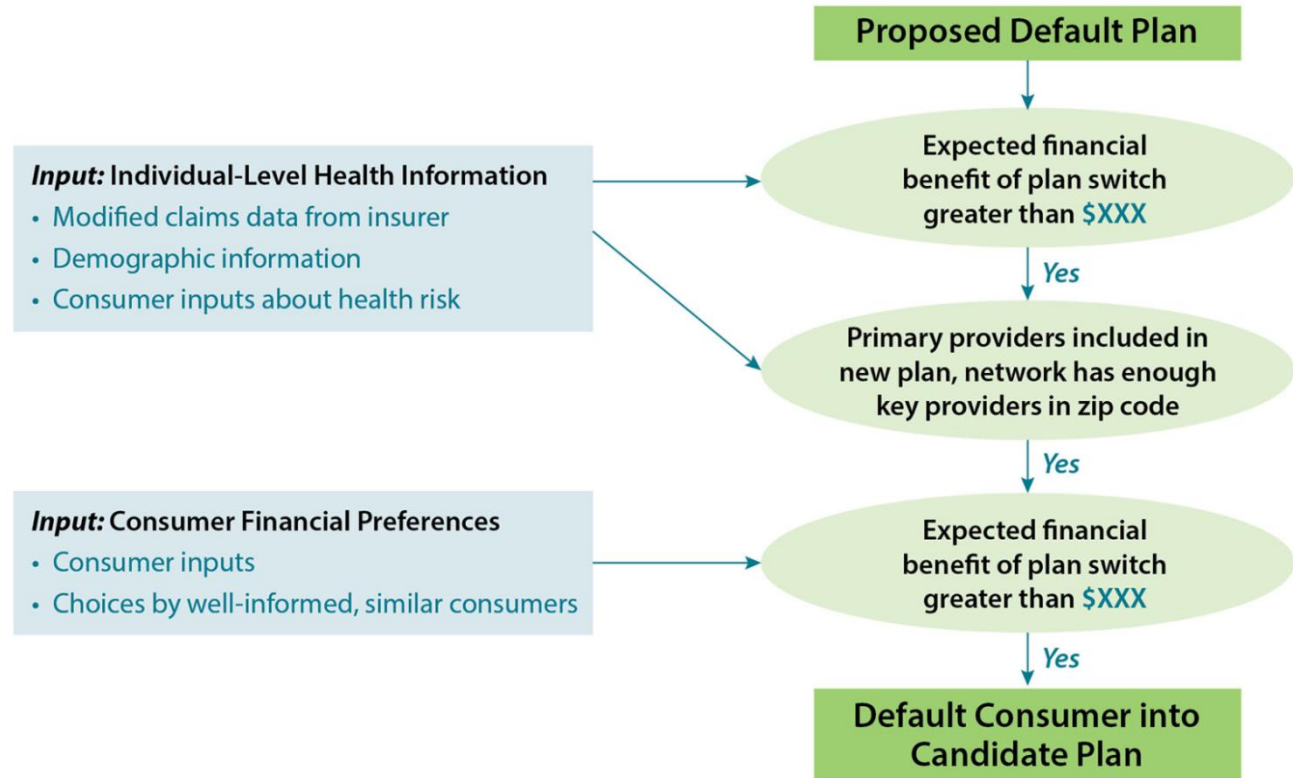 Proposed Default Plan
Expected financial
benefit of plan switch
greater than $XXX
Input: Individual-Level Health Information
• Modified claims data from insurer
• Demographic information
• Consumer inputs about health risk
Yes
Primary providers included in
new plan, network has enough
key providers in zip code
Yes
Input: Consumer Financial Preferences
• Consumer inputs
• Choices by well-informed, similar consumers
Expected financial
benefit of plan switch
greater than $XXX
Yes
Default Consumer into
Candidate Plan